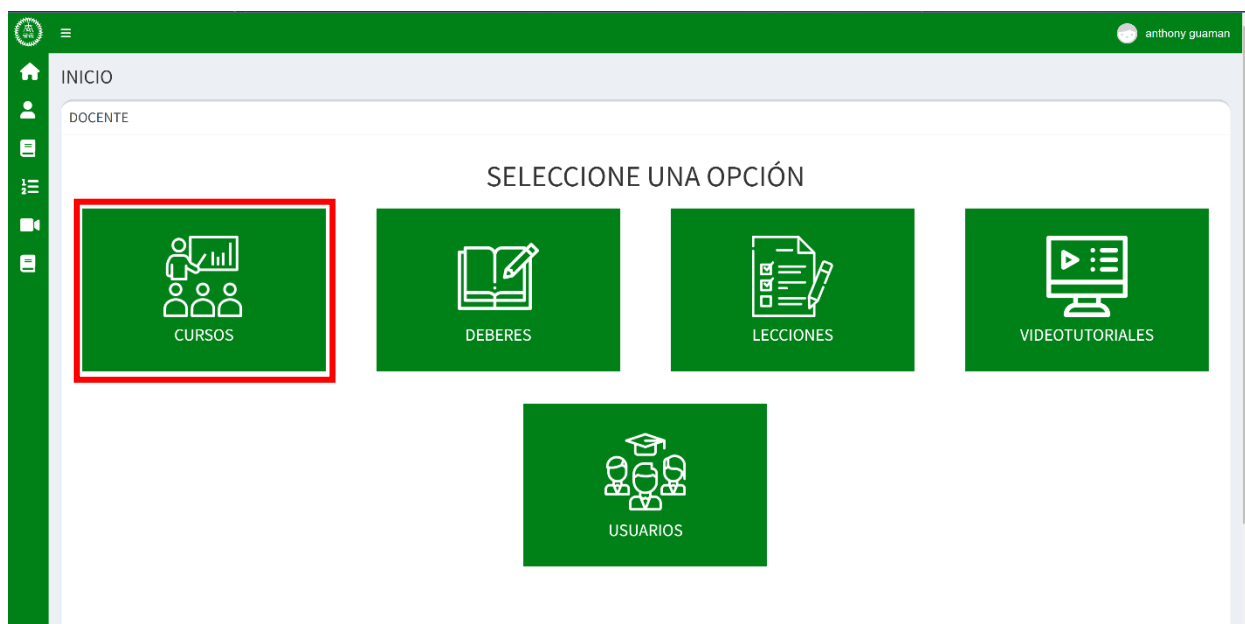 anthony guaman
INICIO
DOCENTE
SELECCIONE UNA OPCIÓN
CURSOS
DEBERES
LECCIONES
VIDEOTUTORIALES
USUARIOS